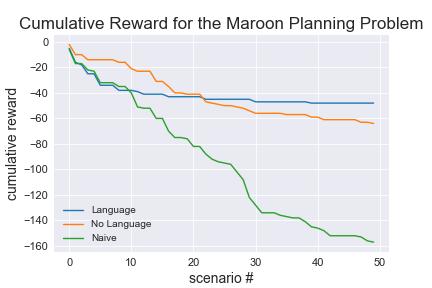 Cumulative Reward for the Maroon Planning Problem
0
−20
−40
−60
−80
−100
−120
−140
−160
cumulative reward
Language
No Language
Naive
0 10 20 30 40 50
scenario #